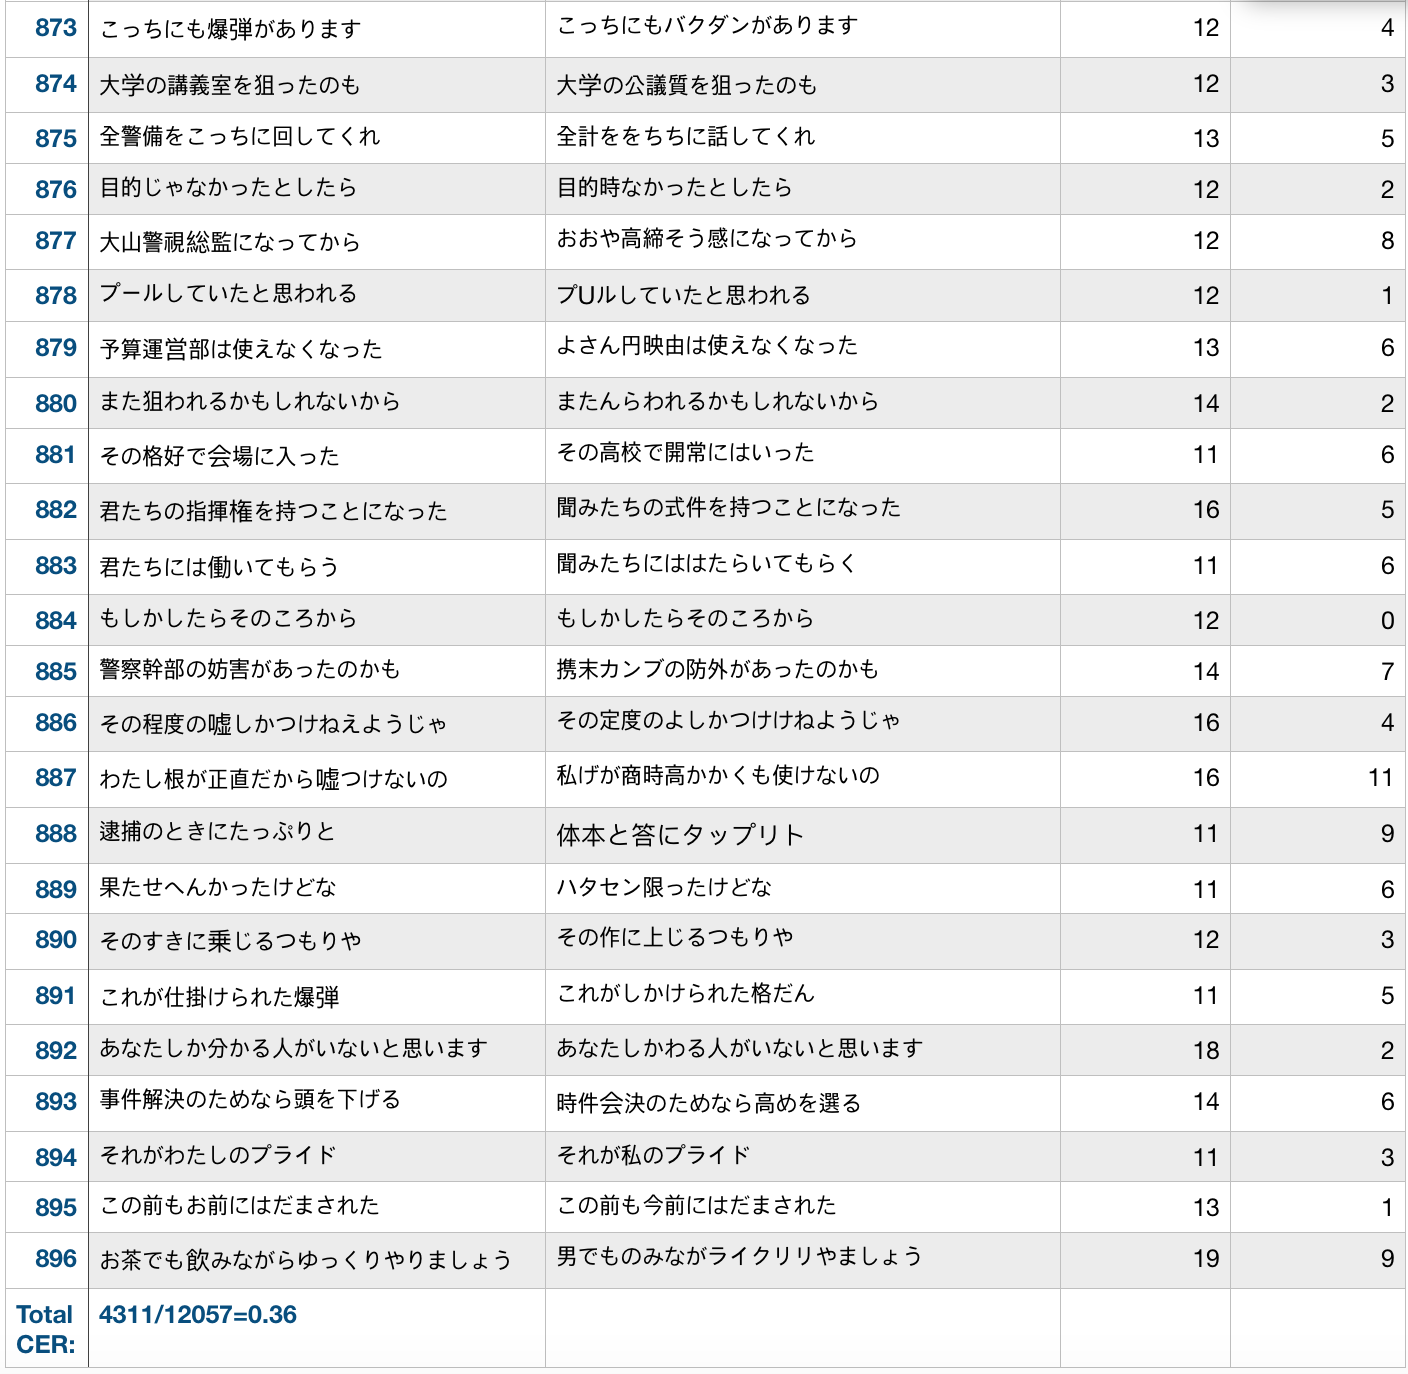 873 こっちにも爆弾があります こっちにもバクダンがあります 12 4
874 大学の講義室を狙ったのも 大学の公議質を狙ったのも 12 3
875 全警備をこっちに回してくれ 全計ををちちに話してくれ 13 5
876 目的じゃなかったとしたら 目的時なかったとしたら 12 2
877 大山警視総監になってから おおや高締そう感になってから 12 8
878 プールしていたと思われる プUルしていたと思われる 12 1
879 予算運営部は使えなくなった よさん円映由は使えなくなった 13 6
880 また狙われるかもしれないから またんらわれるかもしれないから 14 2
881 その格好で会場に入った その高校で開常にはいった 11 6
882 君たちの指揮権を持つことになった 聞みたちの式件を持つことになった 16 5
883 君たちには働いてもらう 聞みたちにははたらいてもらく 11 6
884 もしかしたらそのころから もしかしたらそのころから 12 0
885 警察幹部の妨害があったのかも 携末カンブの防外があったのかも 14 7
886 その程度の嘘しかつけねえようじゃ その定度のよしかつけけねようじゃ 16 4
887 わたし根が正直だから嘘つけないの 私げが商時高かかくも使けないの 16 11
888 逮捕のときにたっぷりと 体本と答にタップリト 11 9
889 果たせへんかったけどな ハタセン限ったけどな 11 6
890 そのすきに乗じるつもりや その作に上じるつもりや 12 3
891 これが仕掛けられた爆弾 これがしかけられた格だん 11 5
892 あなたしか分かる人がいないと思います あなたしかわる人がいないと思います 18 2
893 事件解決のためなら頭を下げる 時件会決のためなら高めを選る 14 6
894 それがわたしのプライド それが私のプライド 11 3
895 この前もお前にはだまされた この前も今前にはだまされた 13 1
896 お茶でも飲みながらゆっくりやりましょう 男でものみながライクリリやましょう 19 9
Total CER: 4311/12057=0.36